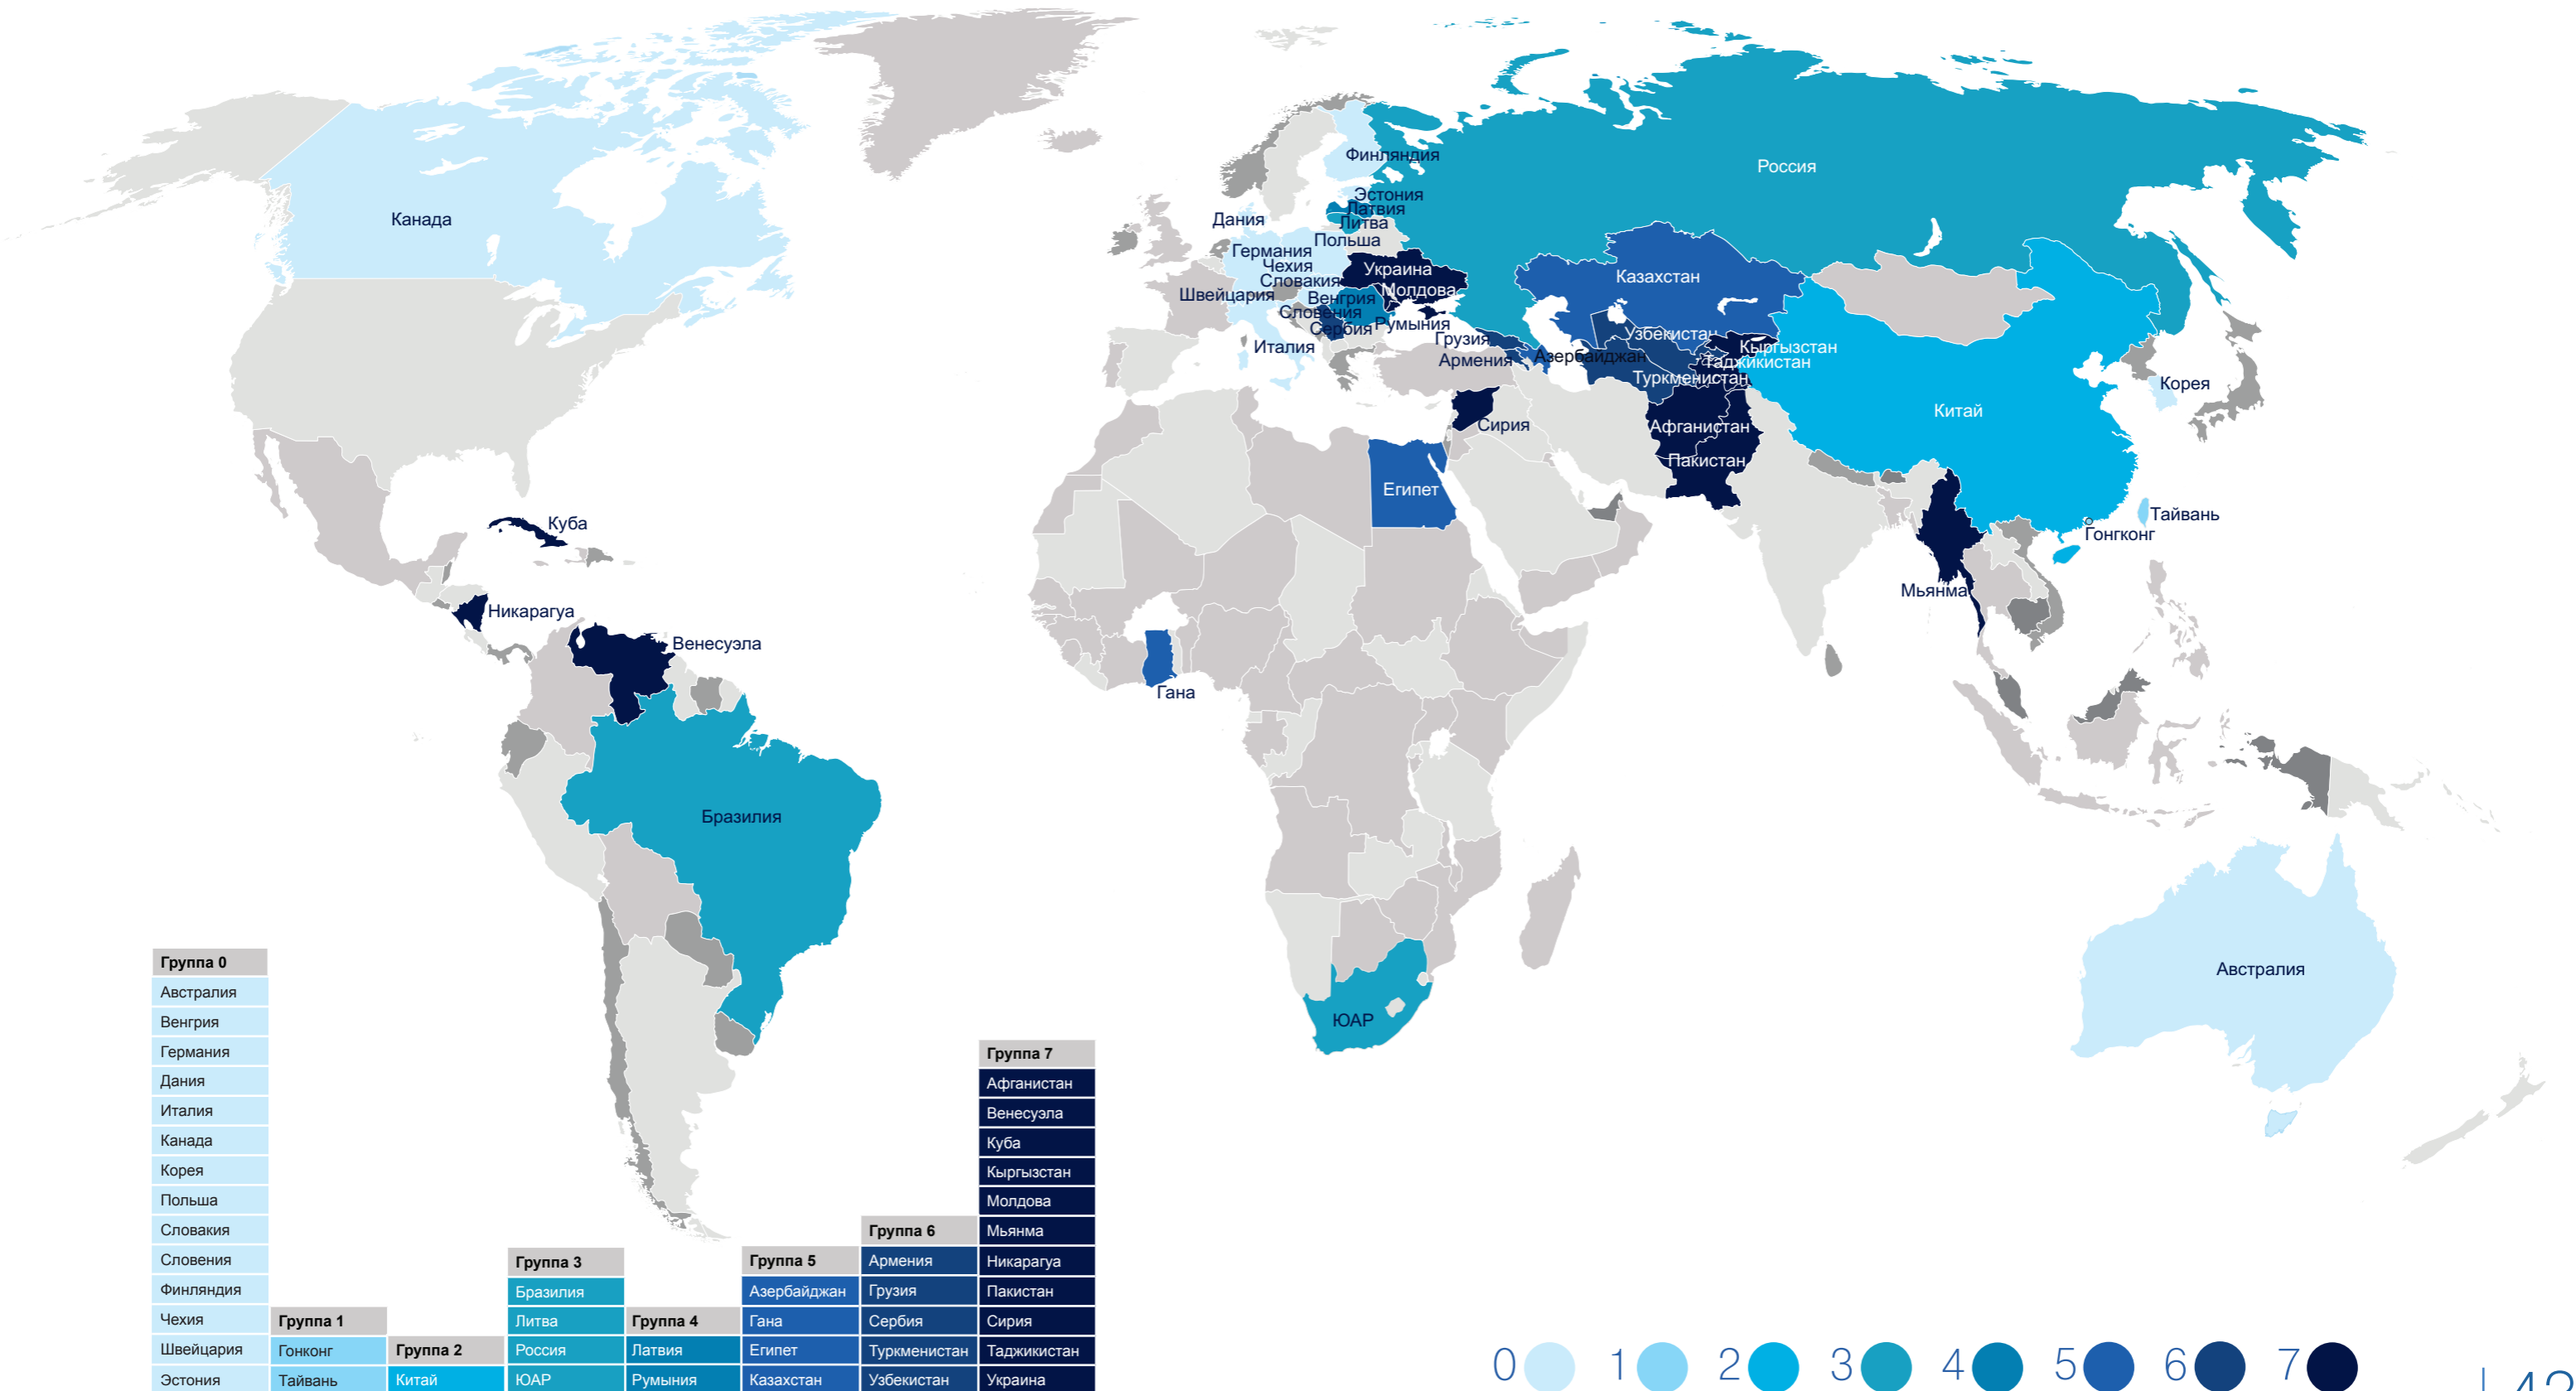 Финляндия
Россия
Эстония
Латвия
Литва
Канада
Дания
Польша
Германия
Чехия
Словакия
Швейцария
Украина
Молдова
Казахстан
Венгрия
Словения
Сербия
Румыния
Италия
Грузия
Армения
Азербайджан
Узбекистан
Кыргызстан
Таджикистан
Туркменистан
Корея
Китай
Сирия
Афганистан
Пакистан
Египет
Тайвань
Гонгконг
Куба
Мьянма
Никарагуа
Венесуэла
Гана
Бразилия
Австралия
ЮАР
Группа 0
Австралия
Венгрия
Германия
Дания
Италия
Канада
Корея
Польша
Словакия
Словения
Финляндия
Чехия
Швейцария
Эстония
Группа 1
Гонконг
Тайвань
Группа 2
Китай
Группа 3
Бразилия
Литва
Россия
ЮАР
Группа 4
Латвия
Румыния
Группа 5
Азербайджан
Гана
Египет
Казахстан
Группа 6
Армения
Грузия
Сербия
Туркменистан
Узбекистан
Группа 7
Афганистан
Венесуэла
Куба
Кыргызстан
Молдова
Мьянма
Никарагуа
Пакистан
Сирия
Таджикистан
Украина
0 1 2 3 4 5 6 7